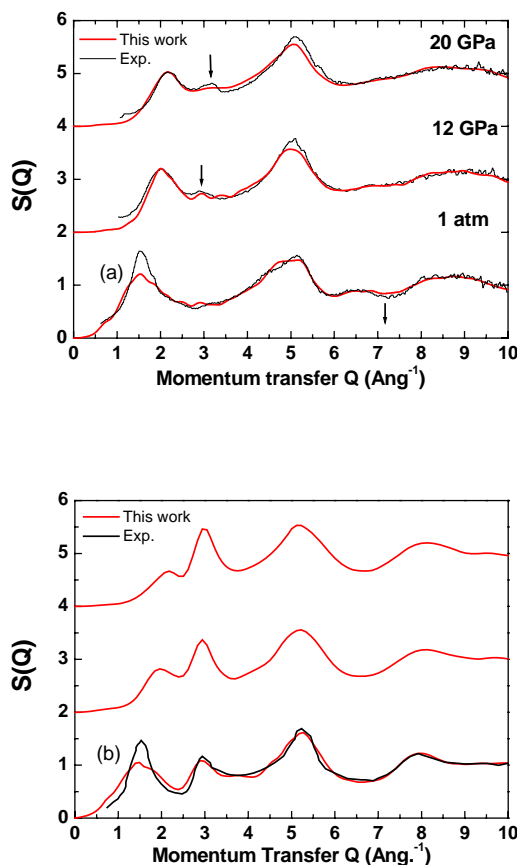 6
5
4
3
2
1
0
S(Q)
This work
Exp.
20 GPa
12 GPa
1 atm
(a)
0 1 2 3 4 5 6 7 8 9 10
Momentum transfer Q (Ang⁻¹)
6
5
4
3
2
1
0
S(Q)
This work
Exp.
(b)
0 1 2 3 4 5 6 7 8 9 10
Momentum Transfer Q (Ang.⁻¹)